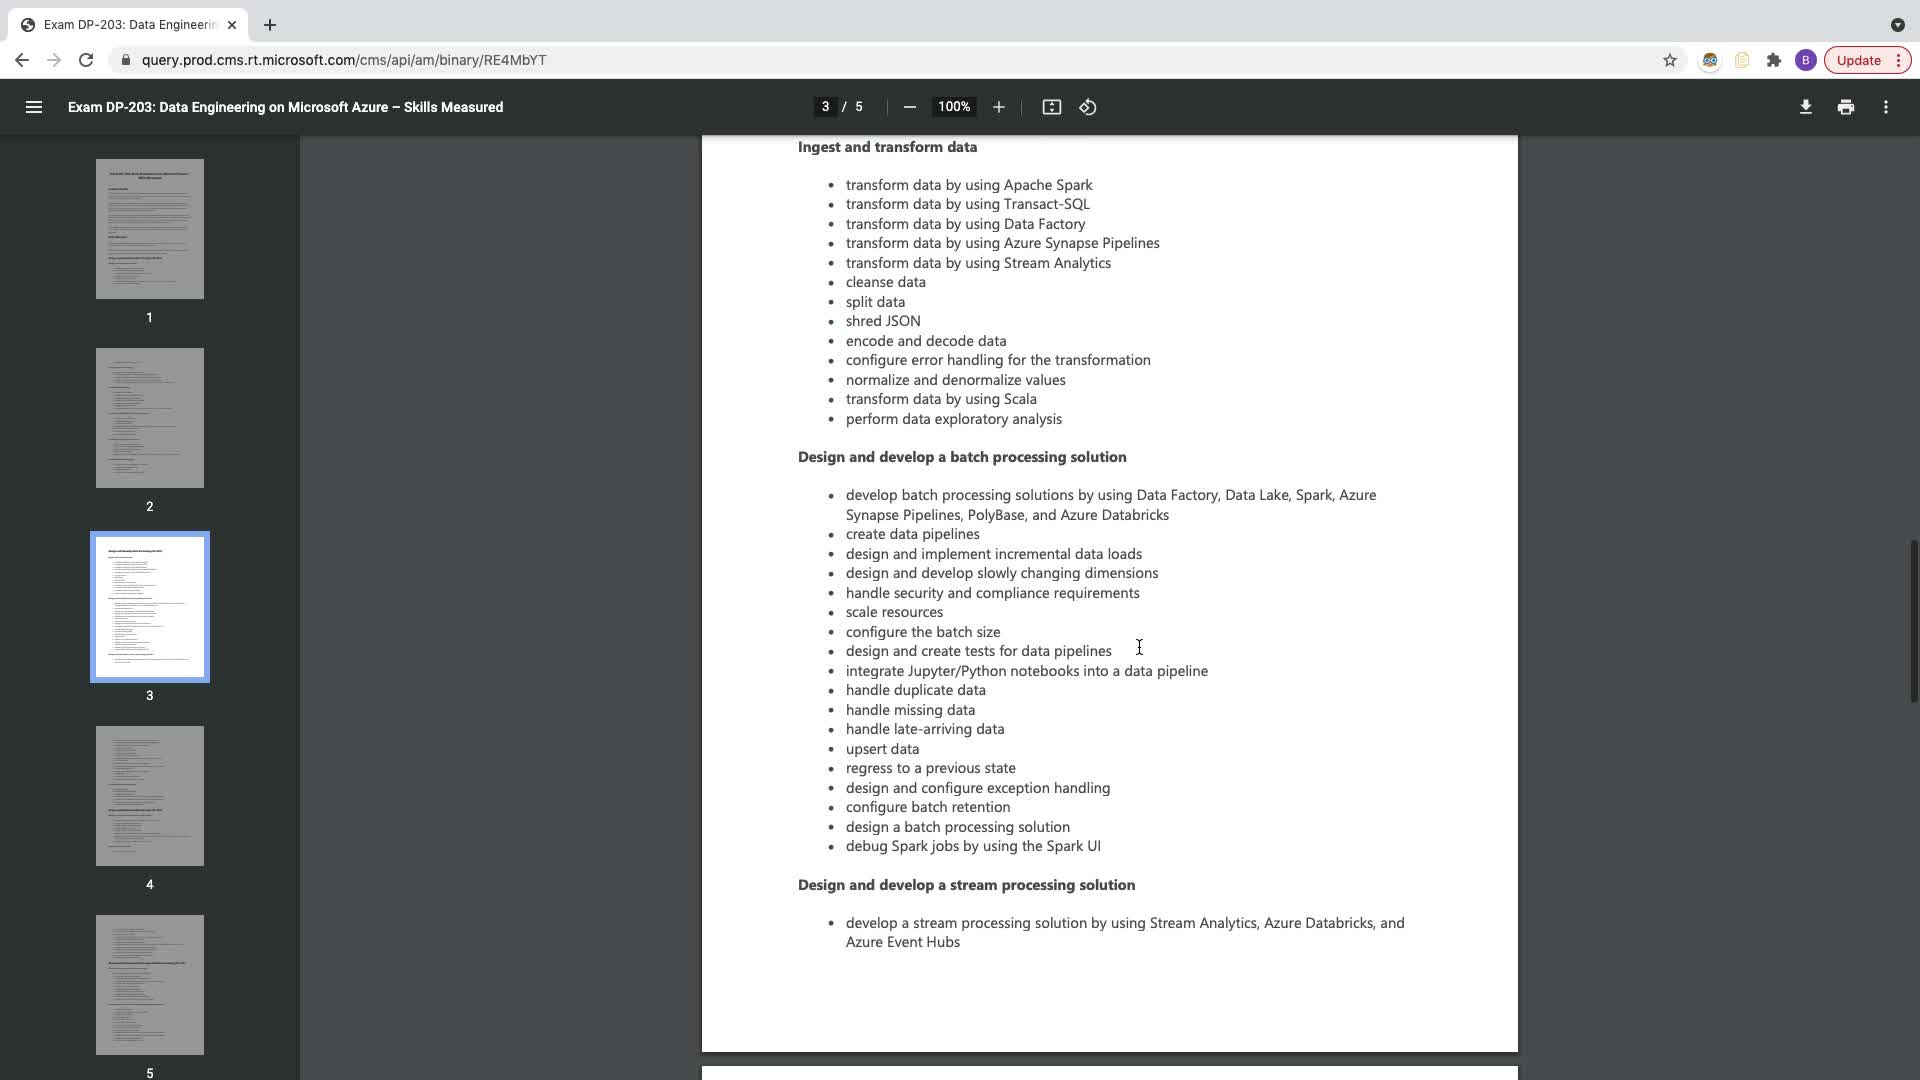 Exam DP-203: Data Engineerin
query.prod.cms.rt.microsoft.com/cms/api/am/binary/RE4MbYT
B
Update
Exam DP-203: Data Engineering on Microsoft Azure – Skills Measured
3 / 5
100%
1
2
3
4
5
Ingest and transform data
• transform data by using Apache Spark
• transform data by using Transact-SQL
• transform data by using Data Factory
• transform data by using Azure Synapse Pipelines
• transform data by using Stream Analytics
• cleanse data
• split data
• shred JSON
• encode and decode data
• configure error handling for the transformation
• normalize and denormalize values
• transform data by using Scala
• perform data exploratory analysis
Design and develop a batch processing solution
• develop batch processing solutions by using Data Factory, Data Lake, Spark, Azure
Synapse Pipelines, PolyBase, and Azure Databricks
• create data pipelines
• design and implement incremental data loads
• design and develop slowly changing dimensions
• handle security and compliance requirements
• scale resources
• configure the batch size
• design and create tests for data pipelines
• integrate Jupyter/Python notebooks into a data pipeline
• handle duplicate data
• handle missing data
• handle late-arriving data
• upsert data
• regress to a previous state
• design and configure exception handling
• configure batch retention
• design a batch processing solution
• debug Spark jobs by using the Spark UI
Design and develop a stream processing solution
• develop a stream processing solution by using Stream Analytics, Azure Databricks, and
Azure Event Hubs